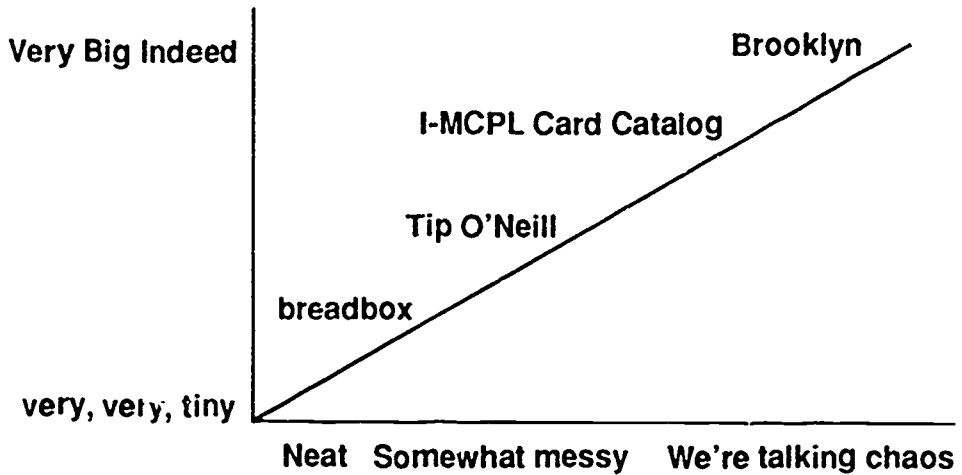 Very Big Indeed
Brooklyn
I-MCPL Card Catalog
Tip O'Neill
breadbox
very, very, tiny
Neat Somewhat messy We're talking chaos